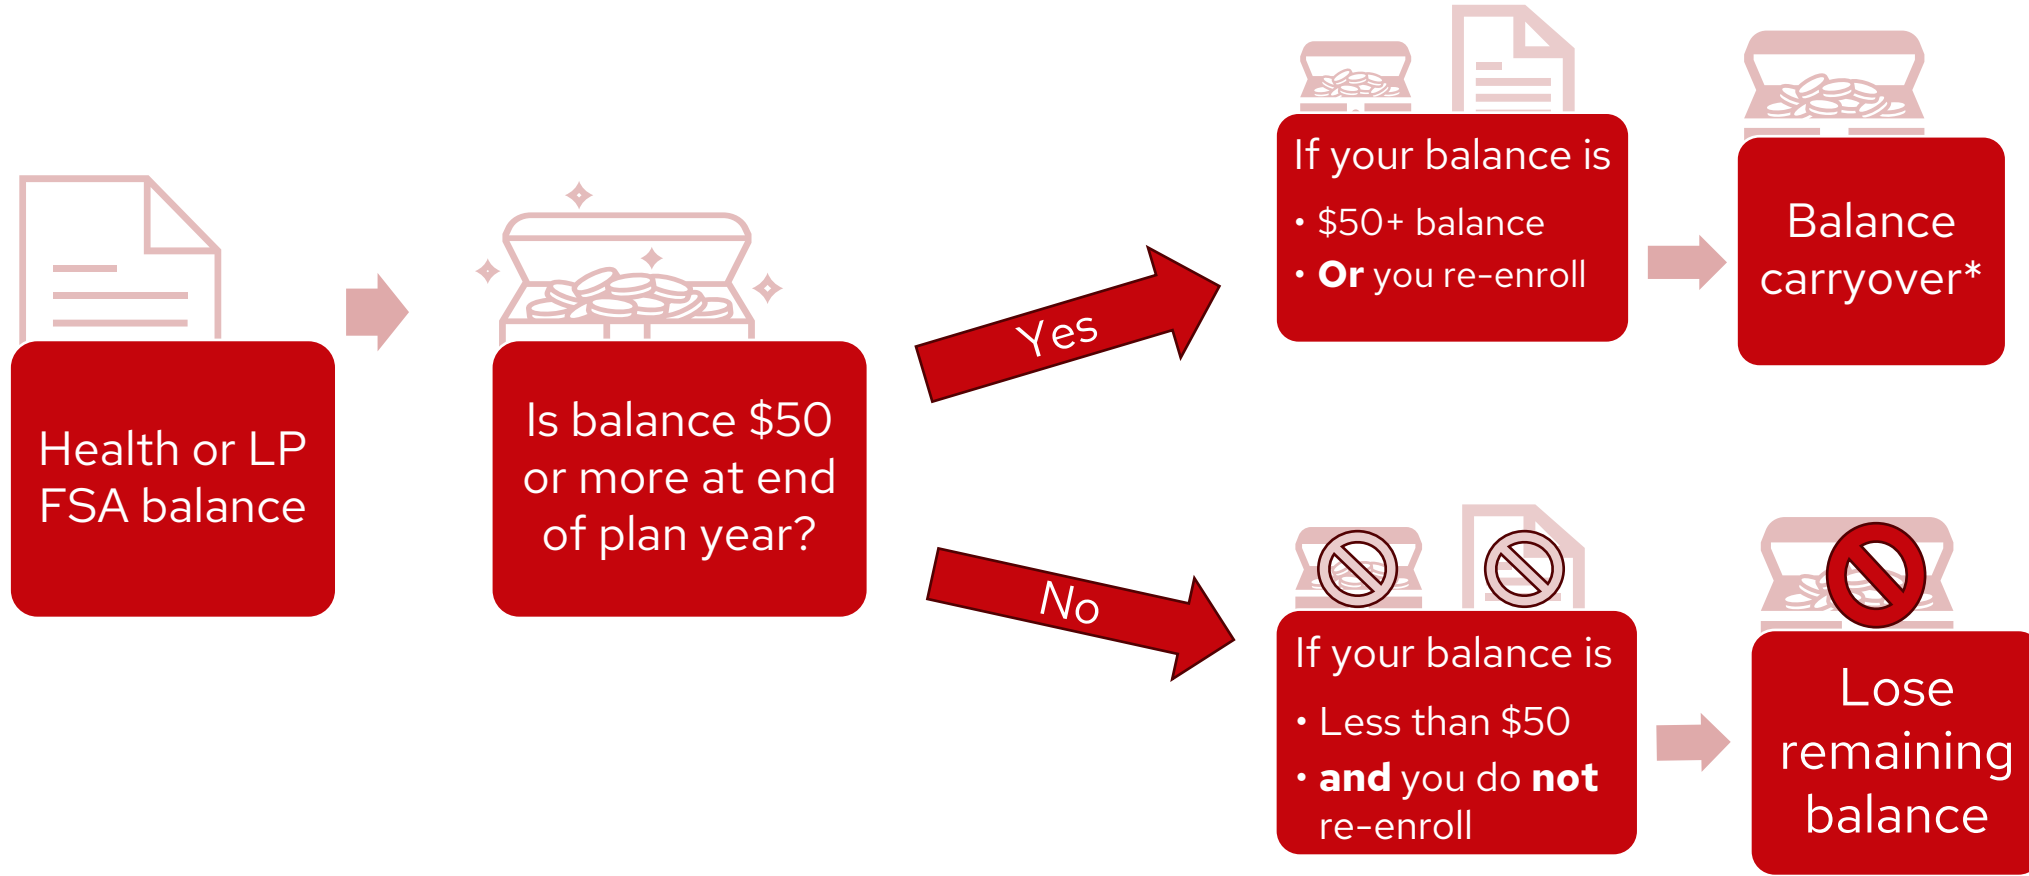 Health or LP
FSA balance
Is balance $50
or more at end
of plan year?
Yes
If your balance is
• $50+ balance
• Or you re-enroll
Balance
carryover*
No
If your balance is
• Less than $50
• and you do not
re-enroll
Lose
remaining
balance